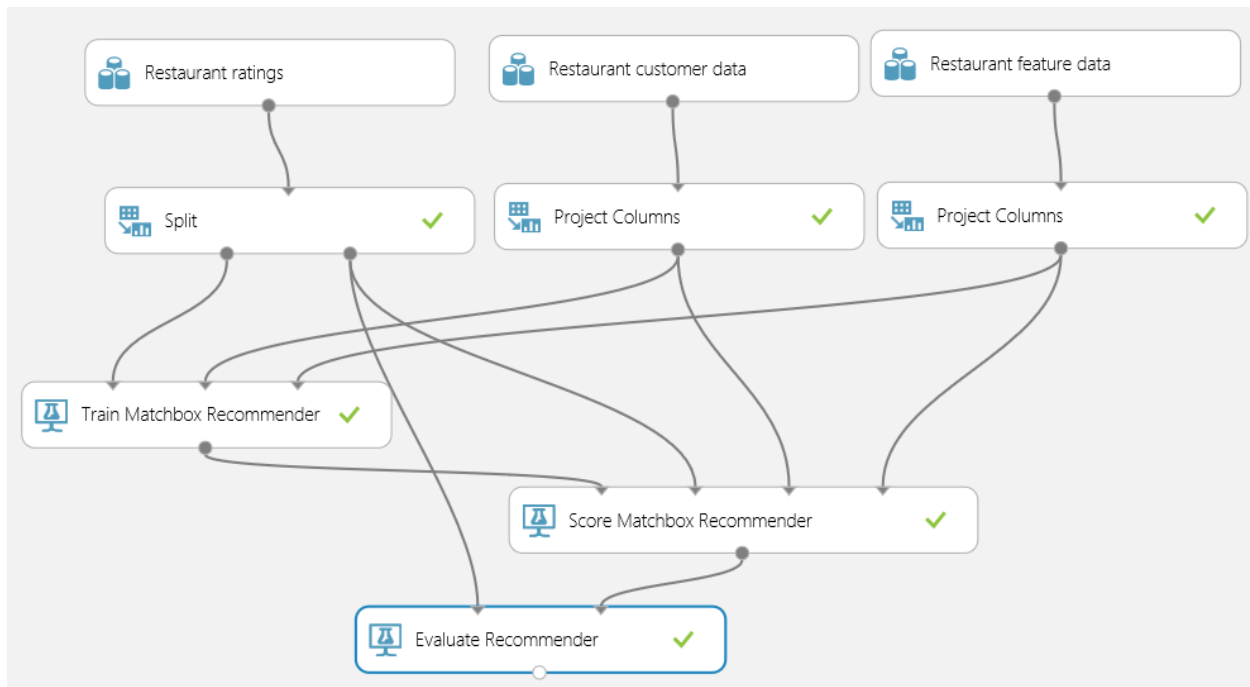 Restaurant ratings
Restaurant customer data
Restaurant feature data
Split
Project Columns
Project Columns
Train Matchbox Recommender
Score Matchbox Recommender
Evaluate Recommender